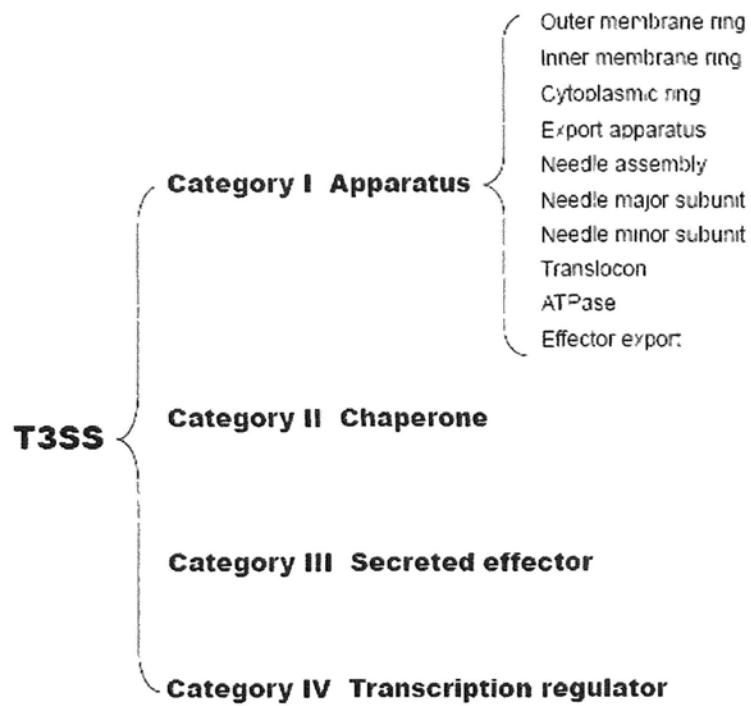 Outer membrane ring
Inner membrane ring
Cytoplasmic ring
Export apparatus
Needle assembly
Category I Apparatus
Needle major subunit
Needle minor subunit
Translocon
ATPase
Effector export
Category II Chaperone
T3SS
Category III Secreted effector
Category IV Transcription regulator